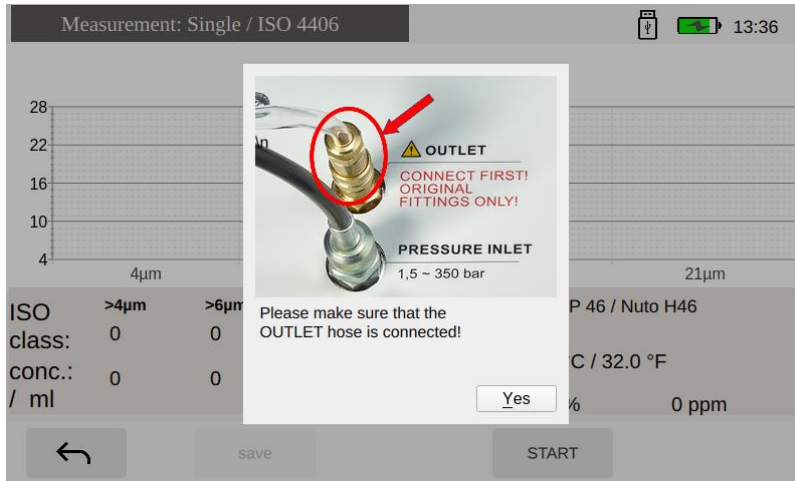 Measurement: Single / ISO 4406
13:36
28
22
16
10
4
4µm
21µm
OUTLET
CONNECT FIRST!
ORIGINAL
FITTINGS ONLY!
PRESSURE INLET
1,5 ~ 350 bar
Please make sure that the
OUTLET hose is connected!
Yes
ISO
class:
>4µm
>6µm
0
0
conc.:
/ ml
0
0
P 46 / Nuto H46
C / 32.0 °F
%
0 ppm
save
START